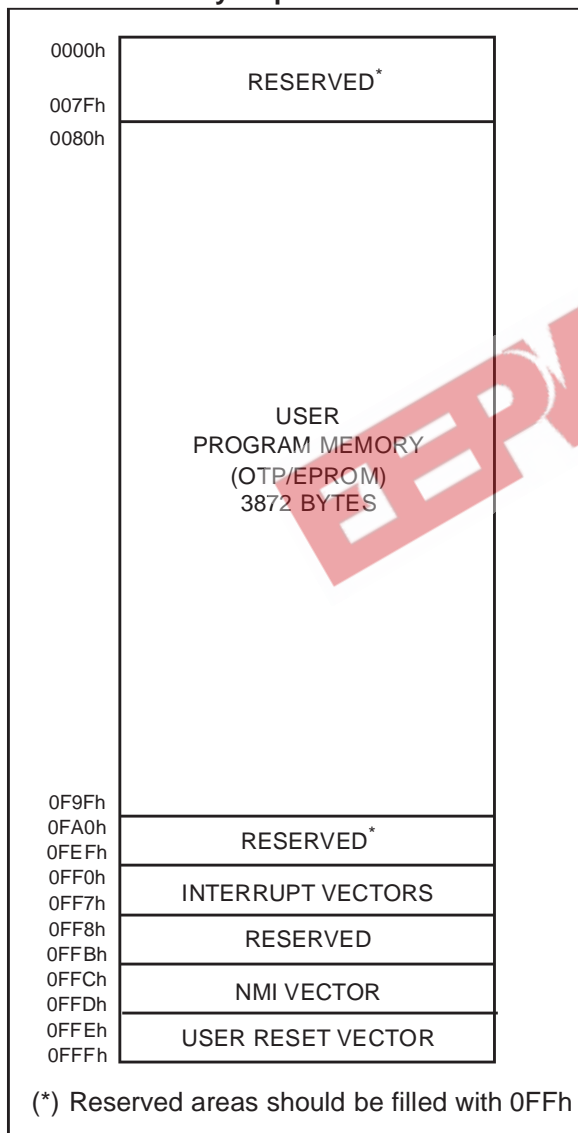 0000h
RESERVED*
007Fh
0080h
USER
PROGRAM MEMORY
(OTP/EPROM)
3872 BYTES
0F9Fh
0FA0h
RESERVED*
0FEFh
0FF0h
INTERRUPT VECTORS
0FF7h
0FF8h
RESERVED
0FFBh
0FFCh
NMI VECTOR
0FFDh
0FFEh
USER RESET VECTOR
0FFFh
(*) Reserved areas should be filled with 0FFh